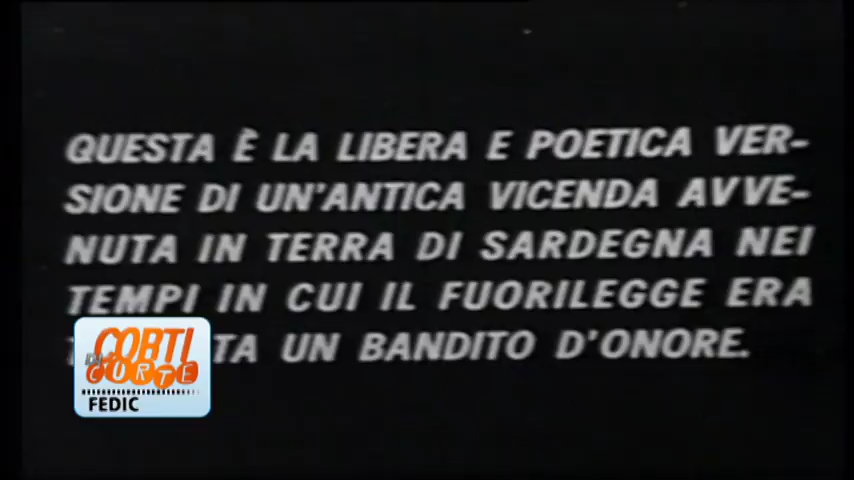 QUESTA È LA LIBERA E POETICA VER-
SIONE DI UN'ANTICA VICENDA AVVE-
NUTA IN TERRA DI SARDEGNA NEI
TEMPI IN CUI IL FUORILEGGE ERA
TA UN BANDITO D'ONORE.
CORTI
CORTE
FEDIC